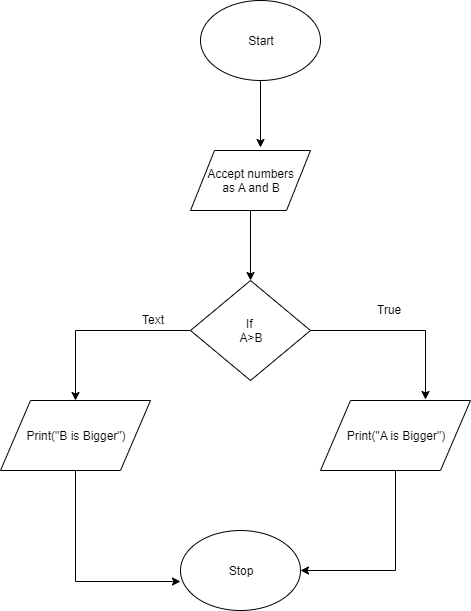 Start
Accept numbers
as A and B
If
A>B
Text
True
Print("B is Bigger")
Print("A is Bigger")
Stop